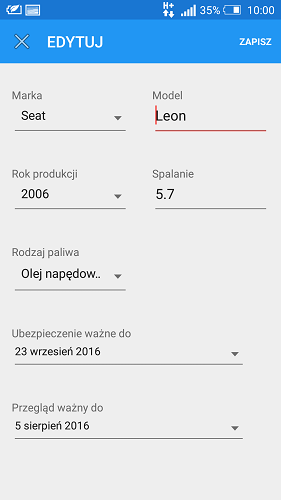 H+ 35% 10:00
EDYTUJ ZAPISZ
Marka Model
Seat Leon
Rok produkcji Spalanie
2006 5.7
Rodzaj paliwa
Olej napędow..
Ubezpieczenie ważne do
23 wrzesień 2016
Przegląd ważny do
5 sierpień 2016